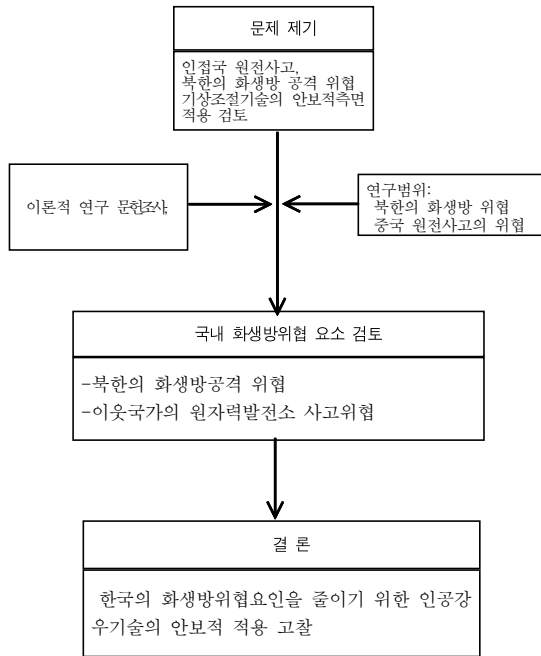 문제 제기
인접국 원전사고,
북한의 화생방 공격 위협
기상조절기술의 안보적측면
적용 검토
이론적 연구 문헌조사,
연구범위:
북한의 화생방 위협
중국 원전사고의 위협
국내 화생방위협 요소 검토
-북한의 화생방공격 위협
-이웃국가의 원자력발전소 사고위협
결 론
한국의 화생방위협요인을 줄이기 위한 인공강
우기술의 안보적 적용 고찰